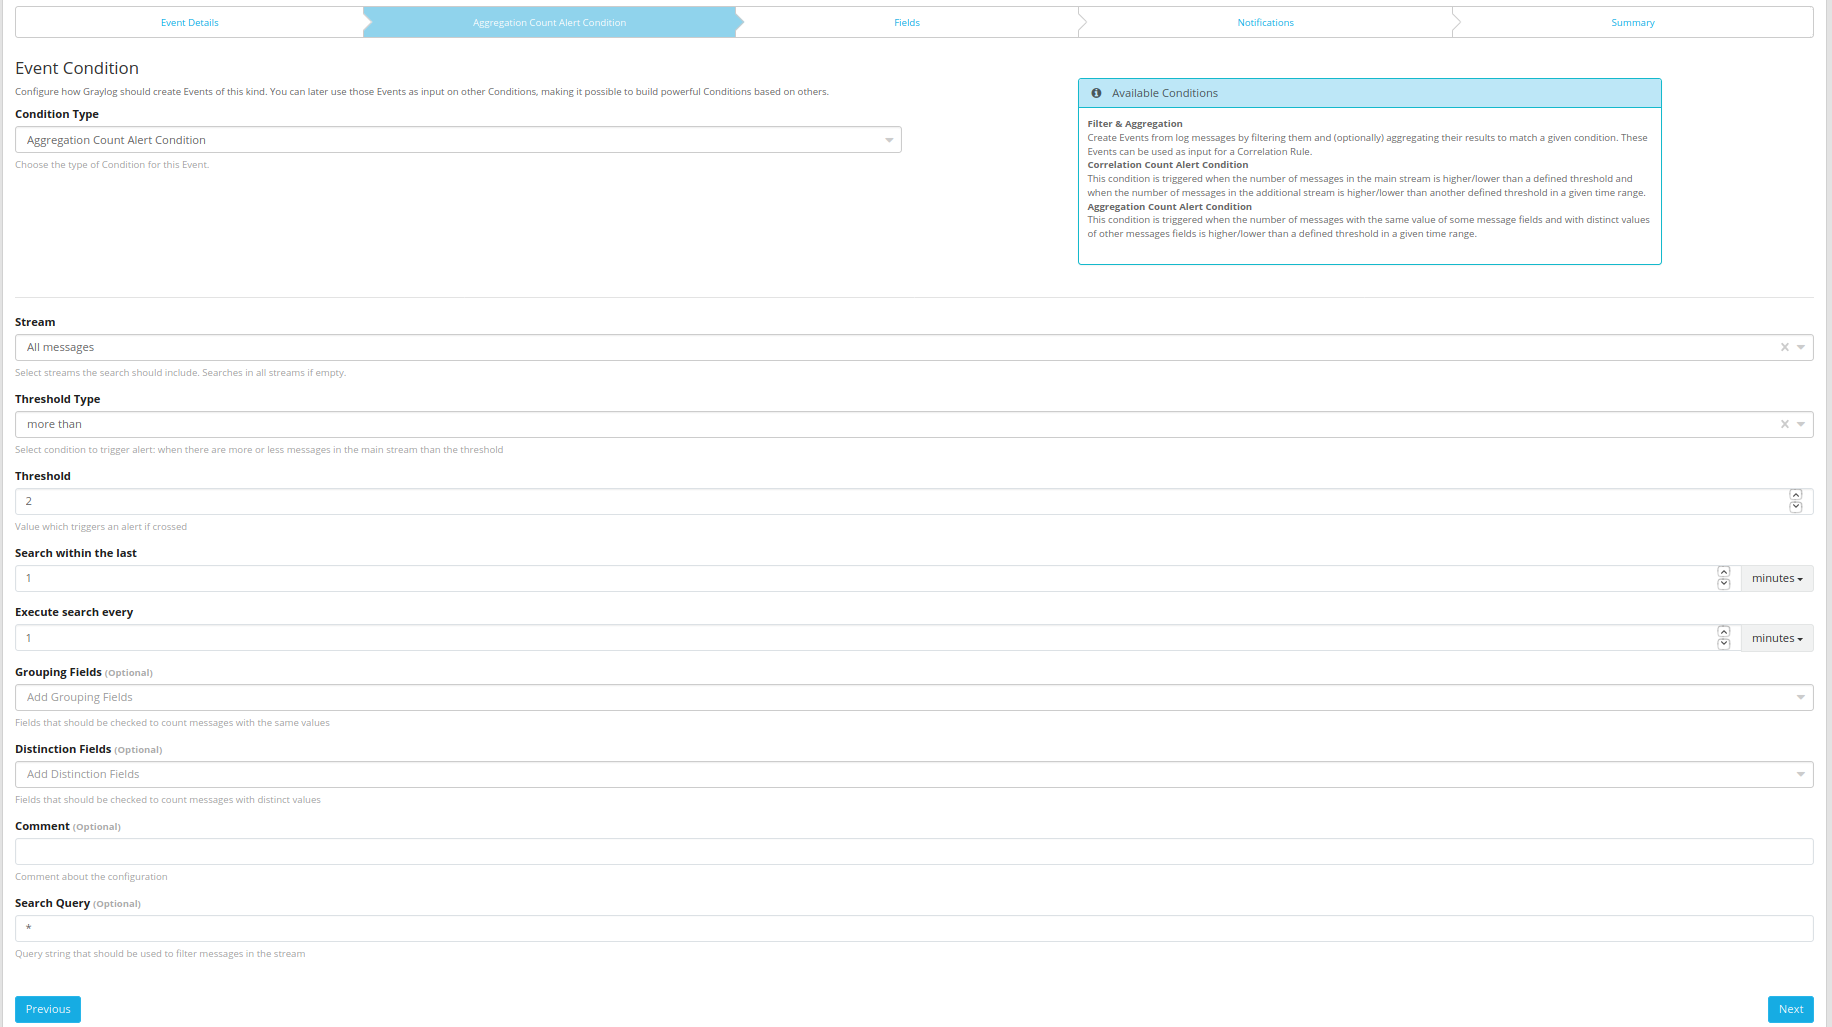 Event Details
Aggregation Count Alert Condition
Fields
Notifications
Summary
Event Condition
Configure how Graylog should create Events of this kind. You can later use those Events as input on other Conditions, making it possible to build powerful Conditions based on others.
Condition Type
Aggregation Count Alert Condition
Choose the type of Condition for this Event.
Available Conditions
Filter & Aggregation
Create Events from log messages by filtering them and (optionally) aggregating their results to match a given condition. These
Events can be used as input for a Correlation Rule.
Correlation Count Alert Condition
This condition is triggered when the number of messages in the main stream is higher/lower than a defined threshold and
when the number of messages in the additional stream is higher/lower than another defined threshold in a given time range.
Aggregation Count Alert Condition
This condition is triggered when the number of messages with the same value of some message fields and with distinct values
of other messages fields is higher/lower than a defined threshold in a given time range.
Stream
All messages
Select streams the search should include. Searches in all streams if empty.
Threshold Type
more than
Select condition to trigger alert: when there are more or less messages in the main stream than the threshold
Threshold
2
Value which triggers an alert if crossed
Search within the last
1
minutes
Execute search every
1
minutes
Grouping Fields (Optional)
Add Grouping Fields
Fields that should be checked to count messages with the same values
Distinction Fields (Optional)
Add Distinction Fields
Fields that should be checked to count messages with distinct values
Comment (Optional)
Comment about the configuration
Search Query (Optional)
*
Query string that should be used to filter messages in the stream
Previous
Next